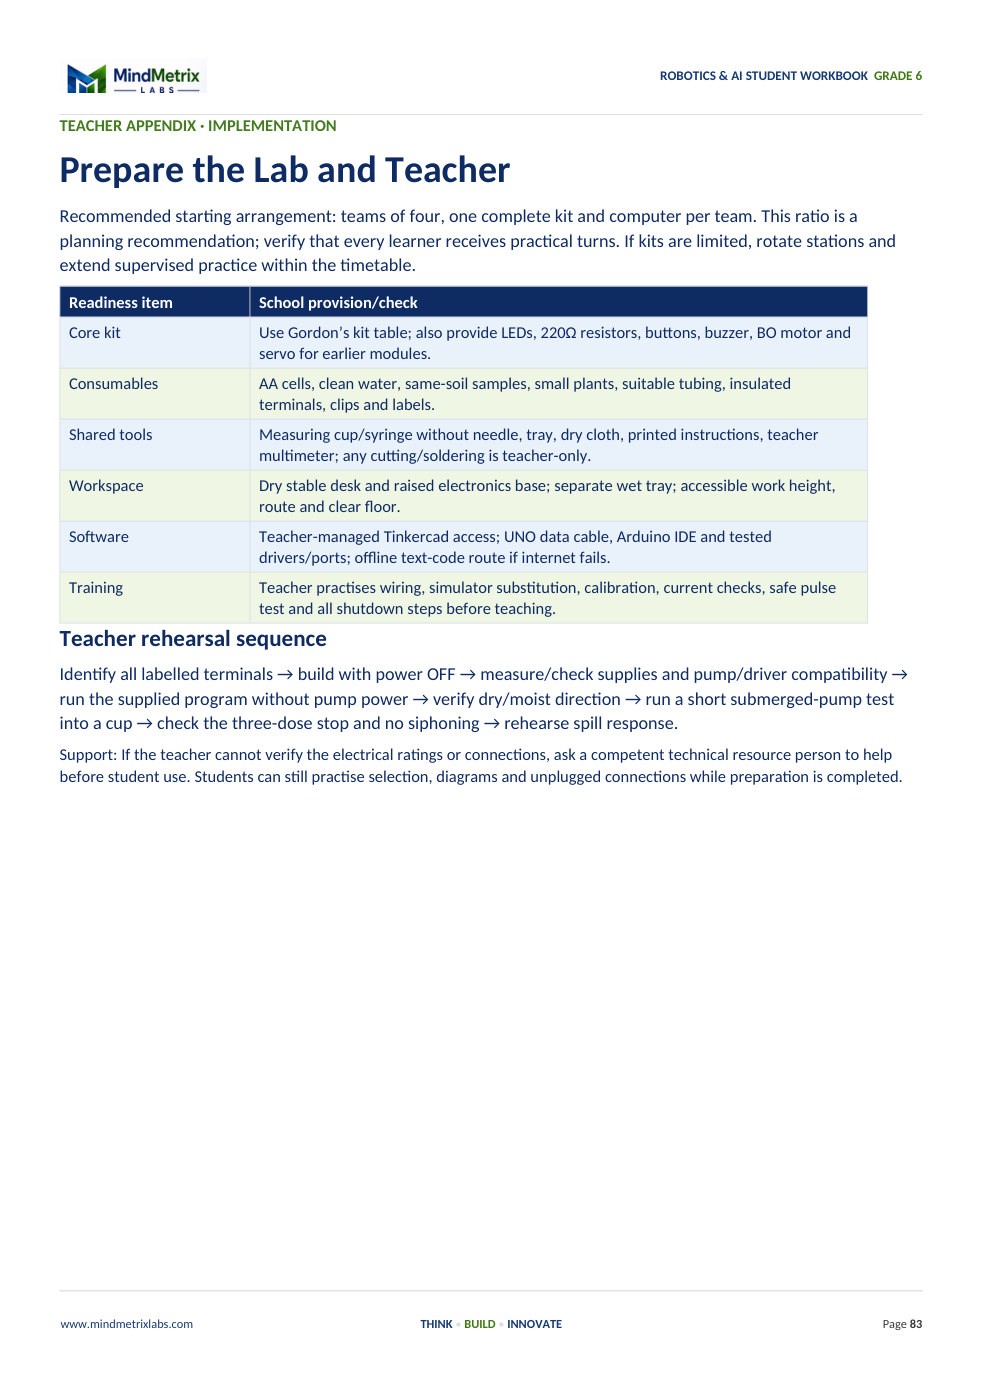 MindMetrix
LABS
ROBOTICS & AI STUDENT WORKBOOK GRADE 6
TEACHER APPENDIX · IMPLEMENTATION
Prepare the Lab and Teacher
Recommended starting arrangement: teams of four, one complete kit and computer per team. This ratio is a
planning recommendation; verify that every learner receives practical turns. If kits are limited, rotate stations and
extend supervised practice within the timetable.
Readiness item School provision/check
Core kit Use Gordon’s kit table; also provide LEDs, 220Ω resistors, buttons, buzzer, BO motor and
servo for earlier modules.
Consumables AA cells, clean water, same-soil samples, small plants, suitable tubing, insulated
terminals, clips and labels.
Shared tools Measuring cup/syringe without needle, tray, dry cloth, printed instructions, teacher
multimeter; any cutting/soldering is teacher-only.
Workspace Dry stable desk and raised electronics base; separate wet tray; accessible work height,
route and clear floor.
Software Teacher-managed Tinkercad access; UNO data cable, Arduino IDE and tested
drivers/ports; offline text-code route if internet fails.
Training Teacher practises wiring, simulator substitution, calibration, current checks, safe pulse
test and all shutdown steps before teaching.
Teacher rehearsal sequence
Identify all labelled terminals → build with power OFF → measure/check supplies and pump/driver compatibility →
run the supplied program without pump power → verify dry/moist direction → run a short submerged-pump test
into a cup → check the three-dose stop and no siphoning → rehearse spill response.
Support: If the teacher cannot verify the electrical ratings or connections, ask a competent technical resource person to help
before student use. Students can still practise selection, diagrams and unplugged connections while preparation is completed.
www.mindmetrixlabs.com THINK • BUILD • INNOVATE Page 83